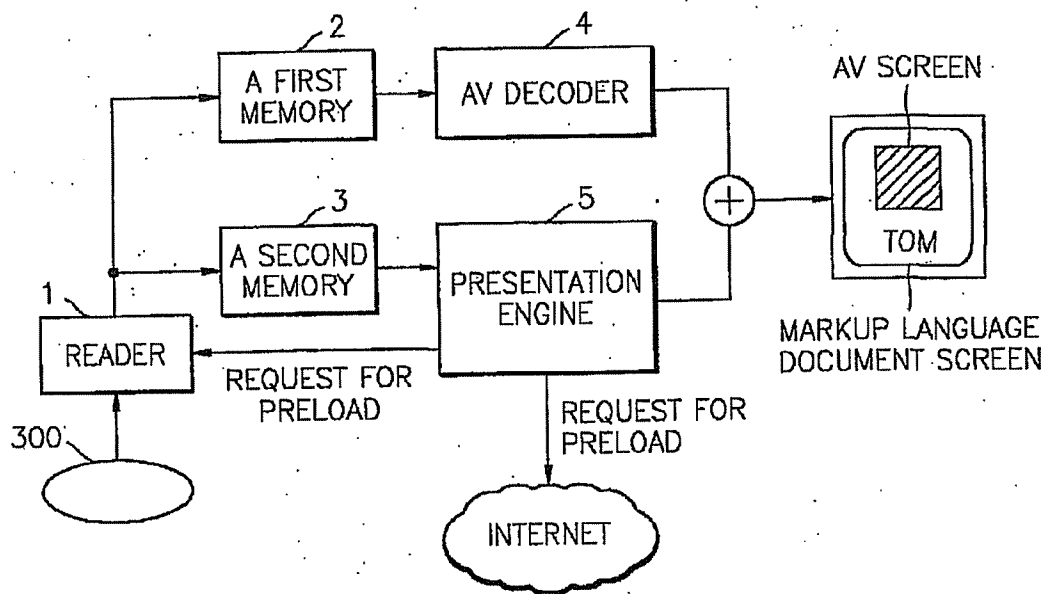 2
A FIRST
MEMORY
4
AV DECODER
AV SCREEN
3
A SECOND
MEMORY
5
PRESENTATION
ENGINE
TOM
MARKUP LANGUAGE
DOCUMENT SCREEN
1
READER
REQUEST FOR
PRELOAD
REQUEST FOR
PRELOAD
300
INTERNET